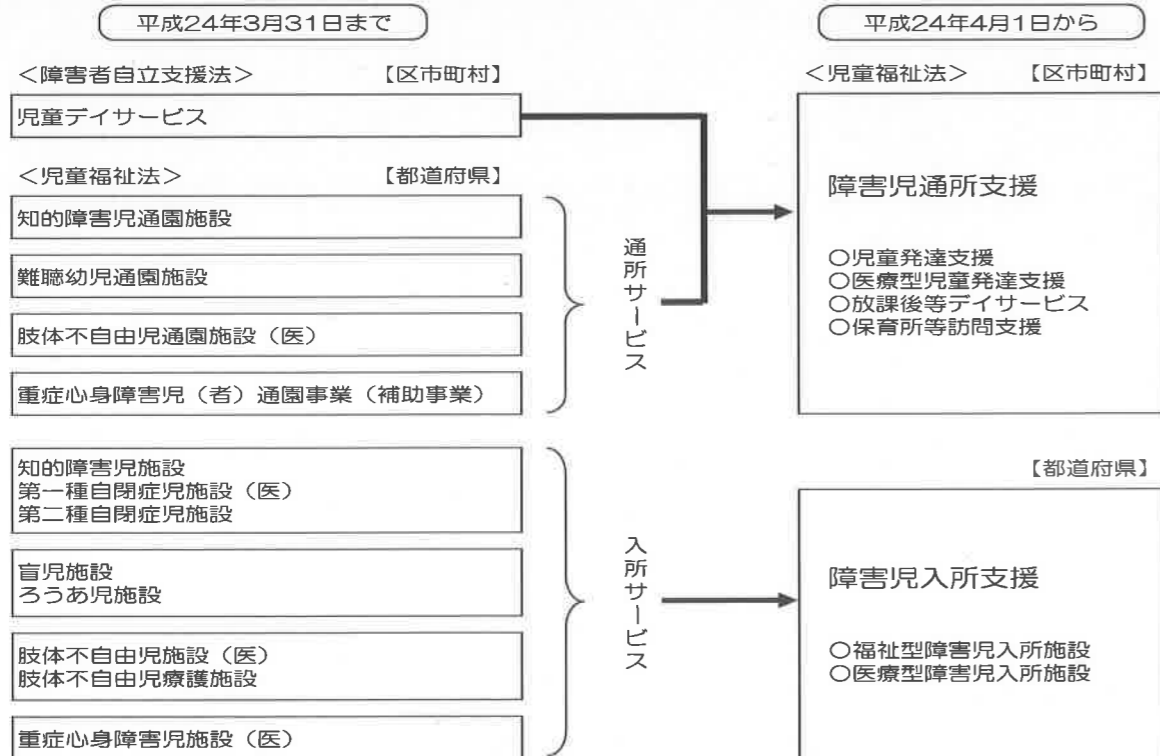 平成24年3月31日まで
＜障害者自立支援法＞　【区市町村】
児童デイサービス
＜児童福祉法＞　【都道府県】
知的障害児通園施設
難聴幼児通園施設
肢体不自由児通園施設（医）
重症心身障害児（者）通園事業（補助事業）
通所サービス
知的障害児施設
第一種自閉症児施設（医）
第二種自閉症児施設
盲児施設
ろうあ児施設
肢体不自由児施設（医）
肢体不自由児療護施設
重症心身障害児施設（医）
入所サービス
平成24年4月1日から
＜児童福祉法＞　【区市町村】
障害児通所支援
○児童発達支援
○医療型児童発達支援
○放課後等デイサービス
○保育所等訪問支援
【都道府県】
障害児入所支援
○福祉型障害児入所施設
○医療型障害児入所施設